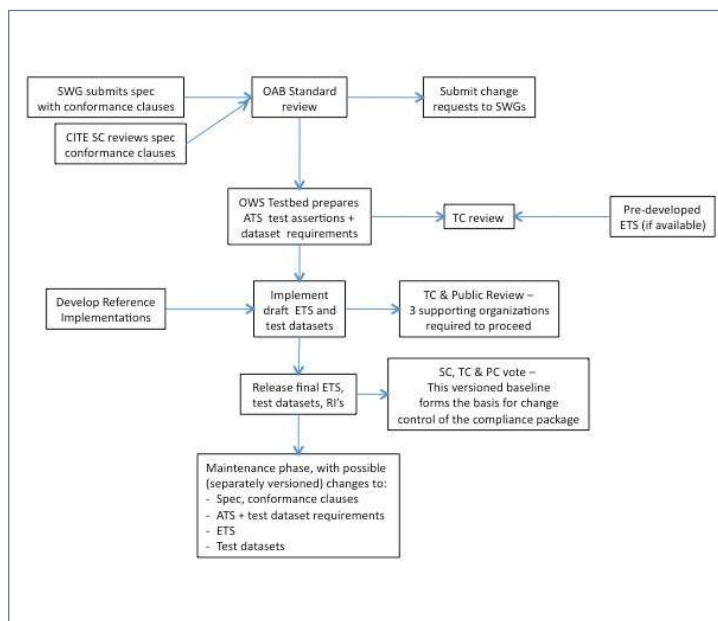 SWG submits spec
with conformance clauses
OAB Standard
review
Submit change
requests to SWGs
CITE SC reviews spec
conformance clauses
OWS Testbed prepares
ATS test assertions +
dataset requirements
TC review
Pre-developed
ETS (if available)
Develop Reference
Implementations
Implement
draft ETS and
test datasets
TC & Public Review –
3 supporting organizations
required to proceed
Release final ETS,
test datasets, RI's
SC, TC & PC vote –
This versioned baseline
forms the basis for change
control of the compliance package
Maintenance phase, with possible
(separately versioned) changes to:
- Spec, conformance clauses
- ATS + test dataset requirements
- ETS
- Test datasets